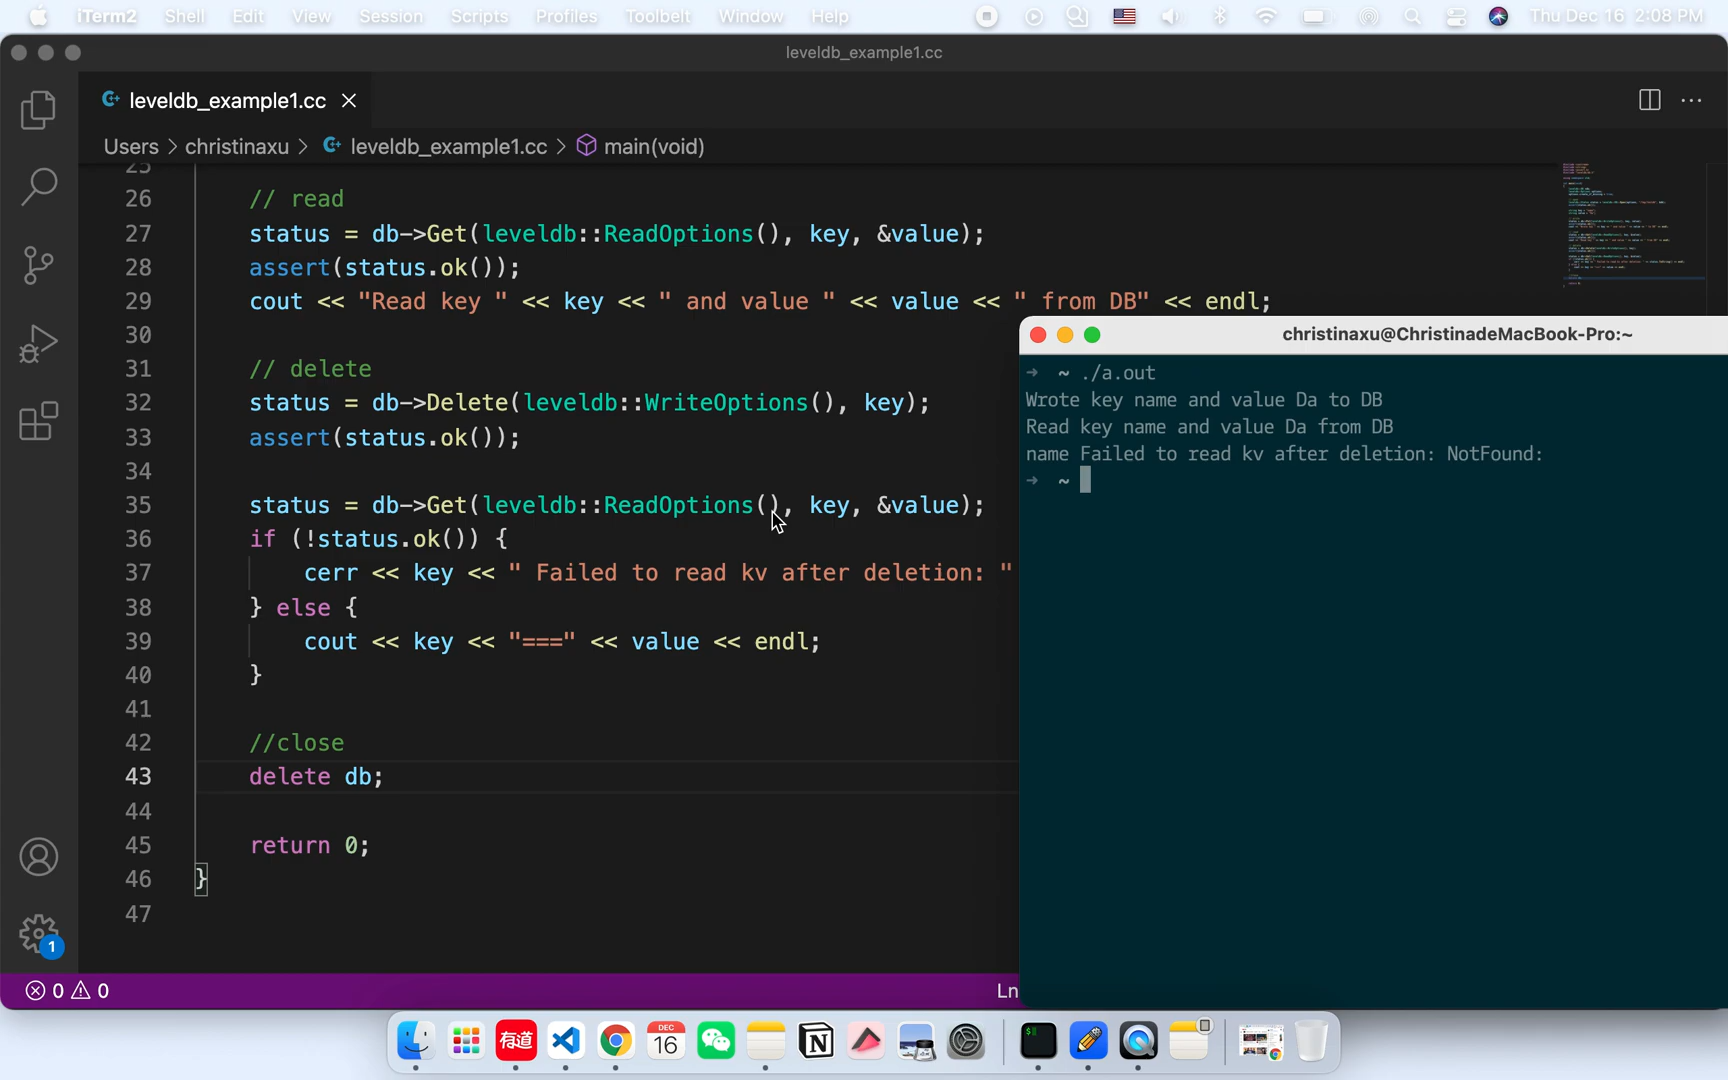 iTerm2 Shell Edit View Session Scripts Profiles Toolbelt Window Help Thu Dec 16 2:08 PM
leveldb_example1.cc
leveldb_example1.cc
Users > christinaxu > leveldb_example1.cc > main(void)
25
26 // read
27 status = db->Get(leveldb::ReadOptions(), key, &value);
28 assert(status.ok());
29 cout << "Read key " << key << " and value " << value << " from DB" << endl;
30
31 // delete
32 status = db->Delete(leveldb::WriteOptions(), key);
33 assert(status.ok());
34
35 status = db->Get(leveldb::ReadOptions(), key, &value);
36 if (!status.ok()) {
37 cerr << key << " Failed to read kv after deletion: "
38 } else {
39 cout << key << "===" << value << endl;
40 }
41
42 //close
43 delete db;
44
45 return 0;
46 }
47
christinaxu@ChristinadeMacBook-Pro:~
→ ~ ./a.out
Wrote key name and value Da to DB
Read key name and value Da from DB
name Failed to read kv after deletion: NotFound:
→ ~
1
0 0
Ln
有道
DEC
16